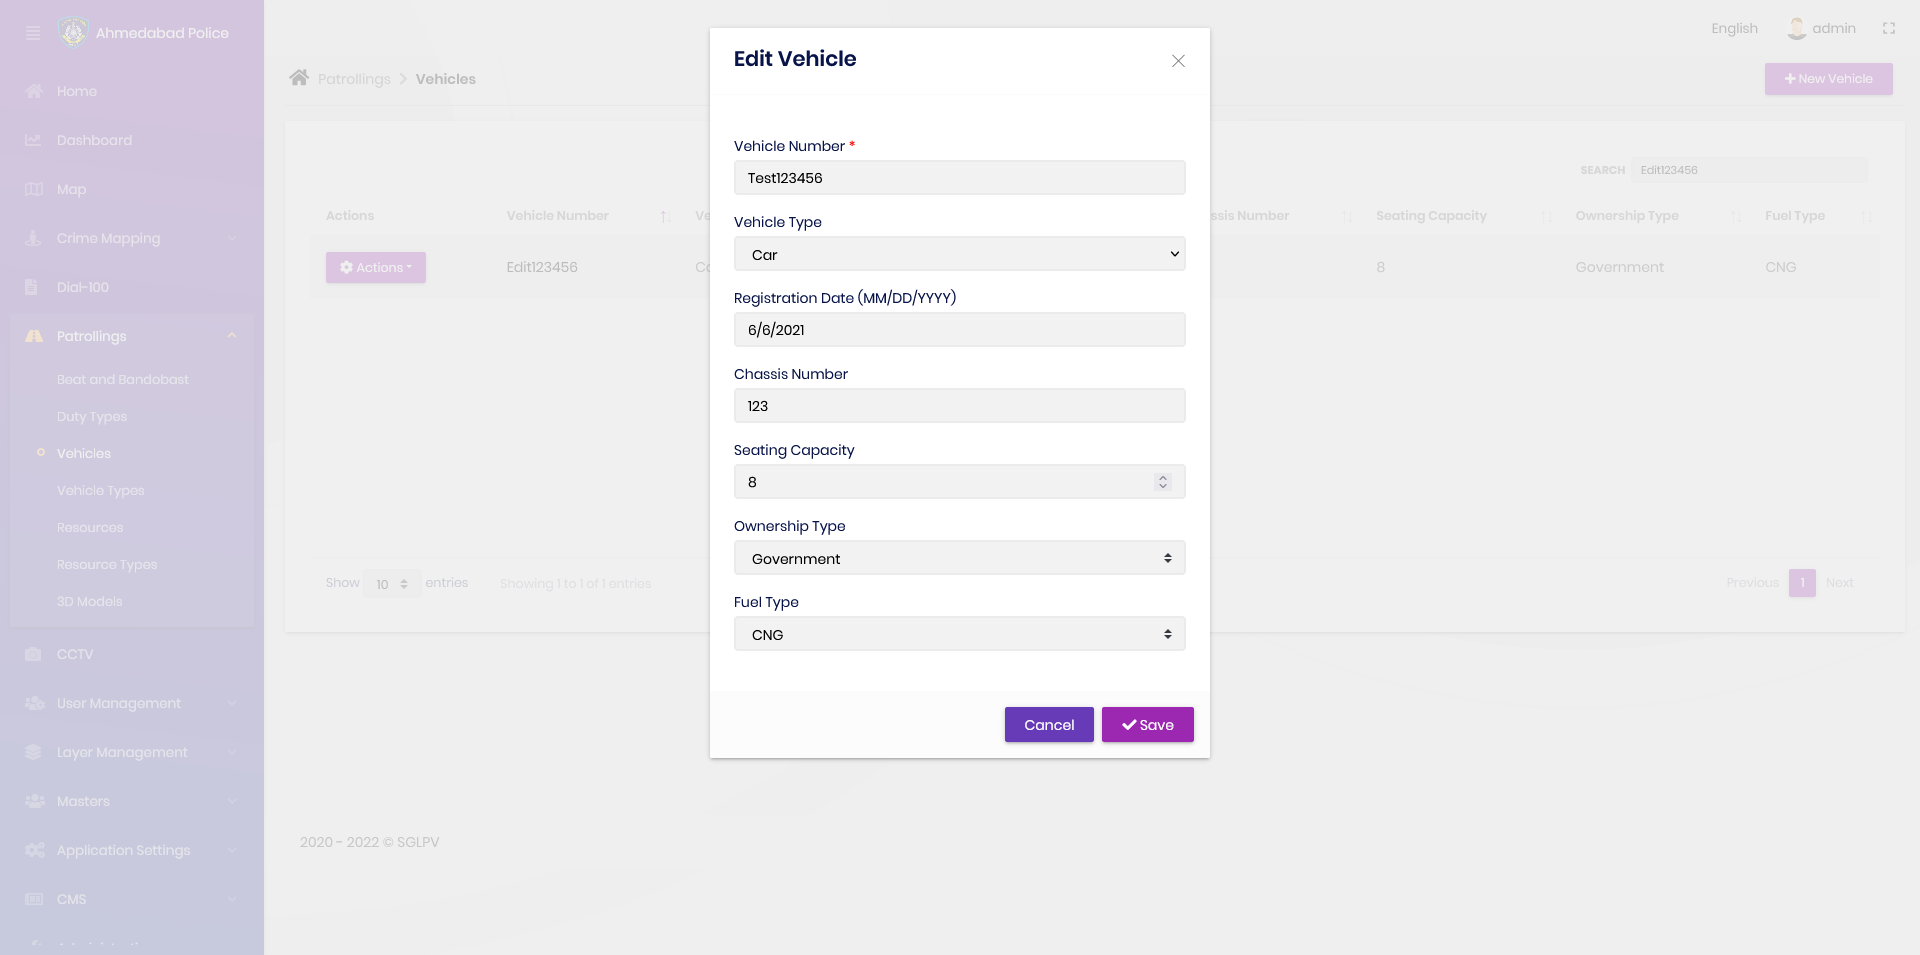 Ahmedabad Police
Home
Dashboard
Map
Crime Mapping
Dial-100
Patrollings
Beat and Bandobast
Duty Types
Vehicles
Vehicle Types
Resources
Resource Types
3D Models
CCTV
User Management
Layer Management
Masters
Application Settings
CMS
English admin
Patrollings Vehicles
+ New Vehicle
SEARCH Edit123456
Actions Vehicle Number ssis Number Seating Capacity Ownership Type Fuel Type
Actions Edit123456 8 Government CNG
Show 10 entries Showing 1 to 1 of 1 entries Previous 1 Next
2020 - 2022 © SGLPV
Edit Vehicle
Vehicle Number *
Test123456
Vehicle Type
Car
Registration Date (MM/DD/YYYY)
6/6/2021
Chassis Number
123
Seating Capacity
8
Ownership Type
Government
Fuel Type
CNG
Cancel Save